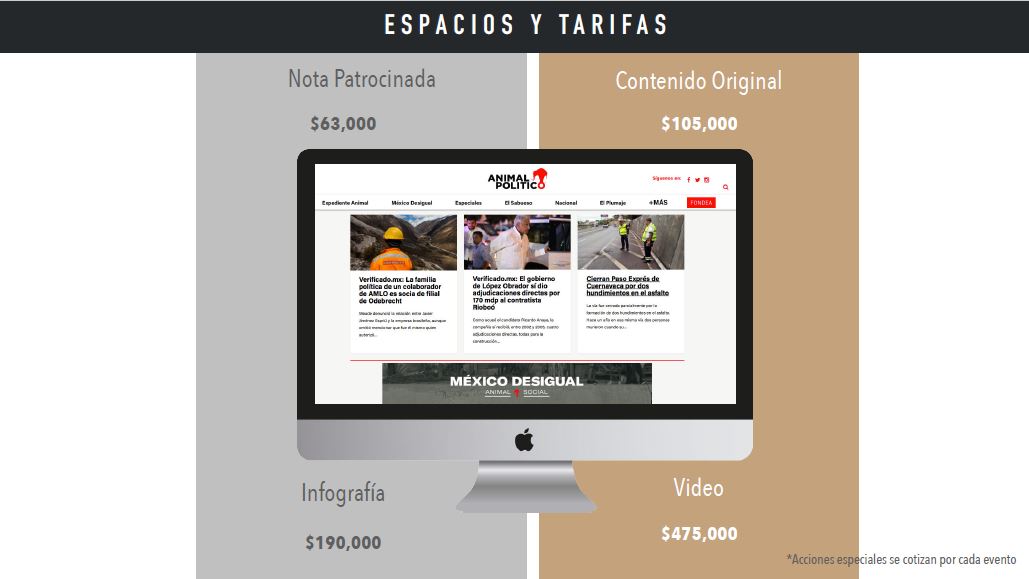 ESPACIOS Y TARIFAS
Nota Patrocinada
$63,000
Contenido Original
$105,000
ANIMAL
POLÍTICO
Síguenos en:
Expediente Animal México Desigual Especiales El Sabueso Nacional El Plumaje +MÁS FONDEA
Verificado.mx: La familia
política de un colaborador
de AMLO es socia de filial
de Odebrecht
Meade denunció la relación entre Javier
Jiménez Espriú y la empresa brasileña, aunque
omitió mencionar que fue él mismo quien
autorizó...
Verificado.mx: El gobierno
de López Obrador sí dio
adjudicaciones directas por
170 mdp al contratista
Rioboó
Como acusó el candidato Ricardo Anaya, la
compañía sí recibió, entre 2002 y 2005, cuatro
adjudicaciones directas, todas para la
construcción...
Cierran Paso Exprés de
Cuernavaca por dos
hundimientos en el asfalto
La vía fue cerrada parcialmente por la
formación de dos hundimientos en el asfalto.
Hace un año en esa misma vía dos personas
murieron cuando su...
MÉXICO DESIGUAL
ANIMAL SOCIAL
Infografía
$190,000
Video
$475,000
*Acciones especiales se cotizan por cada evento